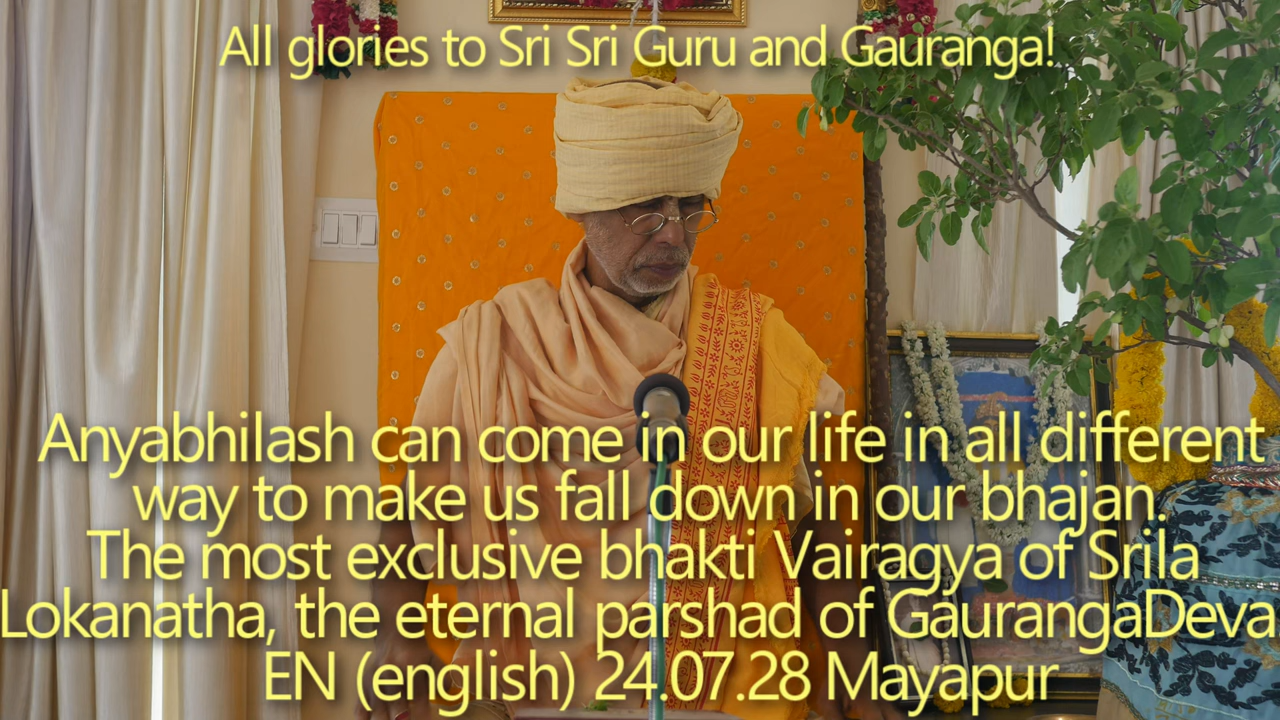 All glories to Sri Sri Guru and Gauranga!
Anyabhilash can come in our life in all different
way to make us fall down in our bhajan.
The most exclusive bhakti Vairagya of Srila
Lokanatha, the eternal parshad of GaurangaDeva
EN (english) 24.07.28 Mayapur